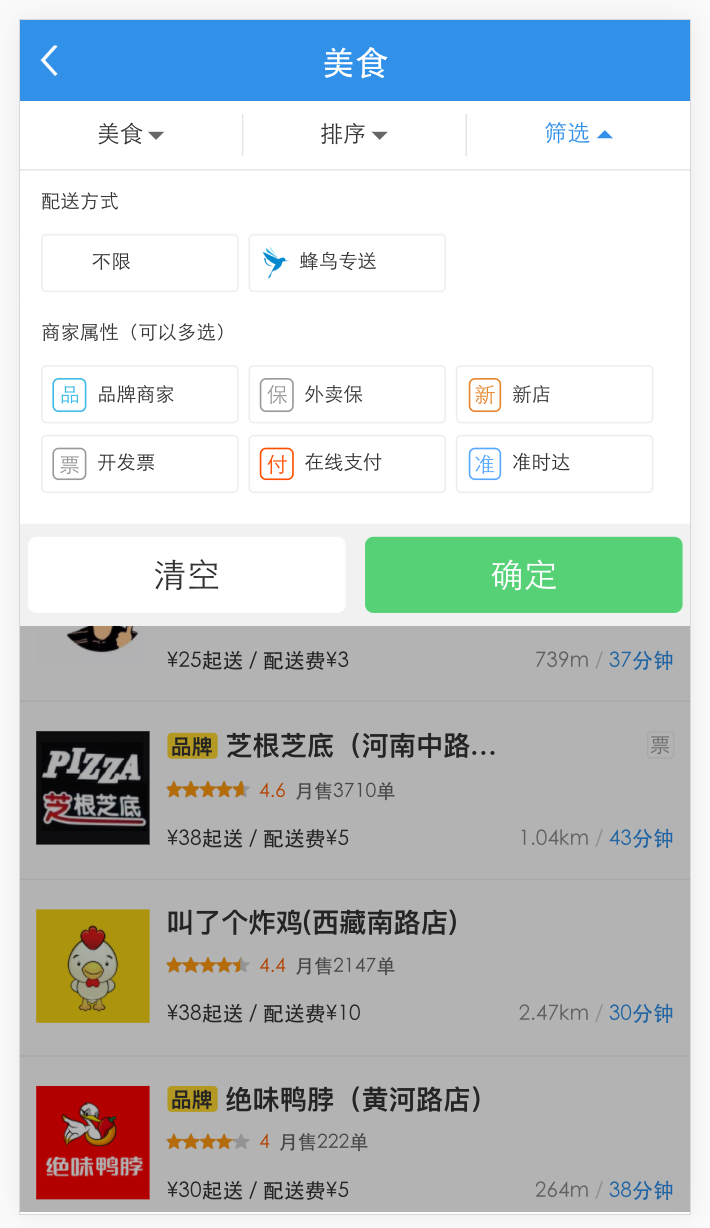 美食
美食 排序 筛选
配送方式
不限 蜂鸟专送
商家属性（可以多选）
品 品牌商家 保 外卖保 新 新店
票 开发票 付 在线支付 准 准时达
清空 确定
¥25起送 / 配送费¥3 739m / 37分钟
PIZZA
芝根芝底
品牌 芝根芝底（河南中路... 票
4.6 月售3710单
¥38起送 / 配送费¥5 1.04km / 43分钟
叫了个炸鸡(西藏南路店)
4.4 月售2147单
¥38起送 / 配送费¥10 2.47km / 30分钟
绝味鸭脖
品牌 绝味鸭脖（黄河路店）
4 月售222单
¥30起送 / 配送费¥5 264m / 38分钟